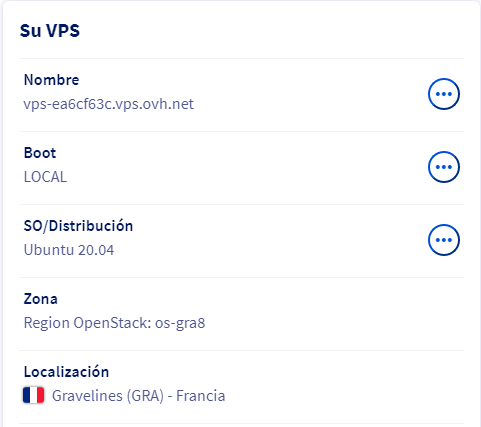 Su VPS
Nombre
vps-ea6cf63c.vps.ovh.net
Boot
LOCAL
SO/Distribución
Ubuntu 20.04
Zona
Region OpenStack: os-gra8
Localización
Gravelines (GRA) - Francia